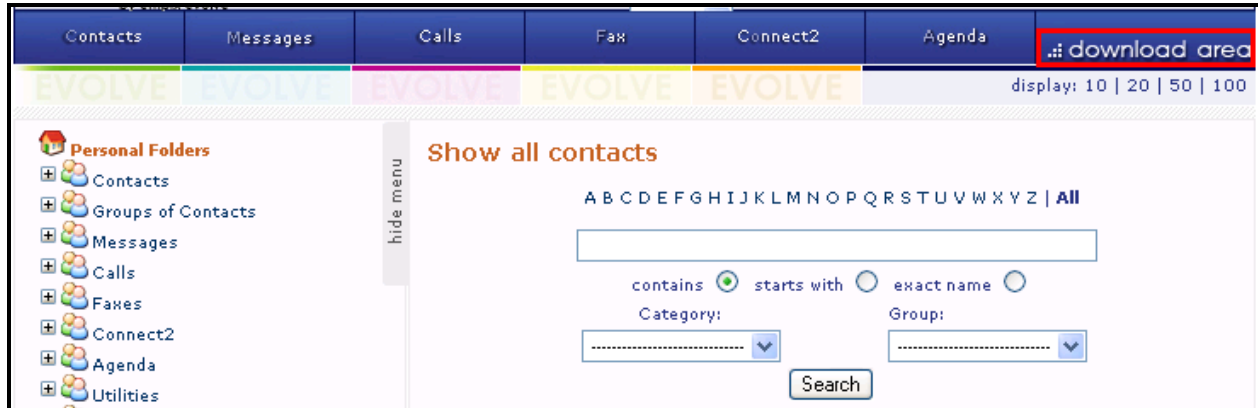 Contacts Messages Calls Fax Connect2 Agenda .:: download area
EVOLVE EVOLVE EVOLVE EVOLVE EVOLVE
display: 10 | 20 | 50 | 100
Personal Folders
Contacts
Groups of Contacts
Messages
Calls
Faxes
Connect2
Agenda
Utilities
hide menu
Show all contacts
A B C D E F G H I J K L M N O P Q R S T U V W X Y Z | All
contains starts with exact name
Category: Group:
---------------------------- ----------------------------
Search